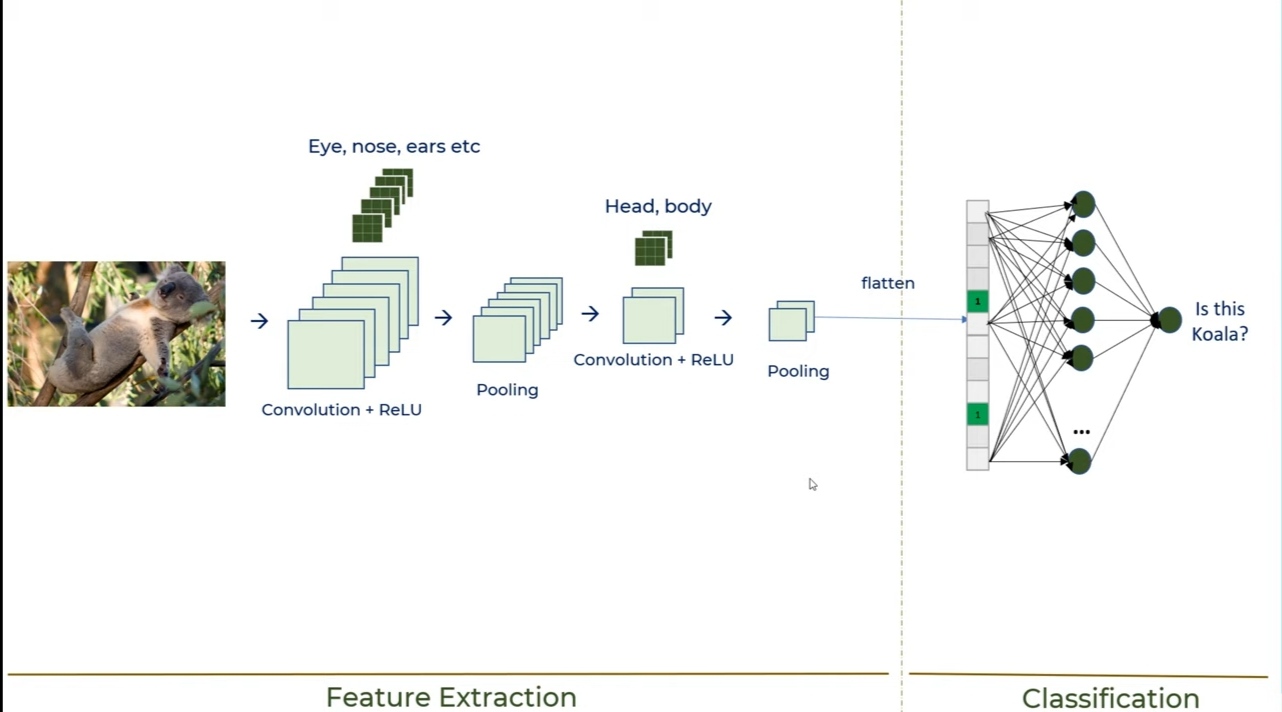 Eye, nose, ears etc
Head, body
flatten
1
Is this
Koala?
Convolution + ReLU
Pooling
Convolution + ReLU
Pooling
1
...
Feature Extraction
Classification